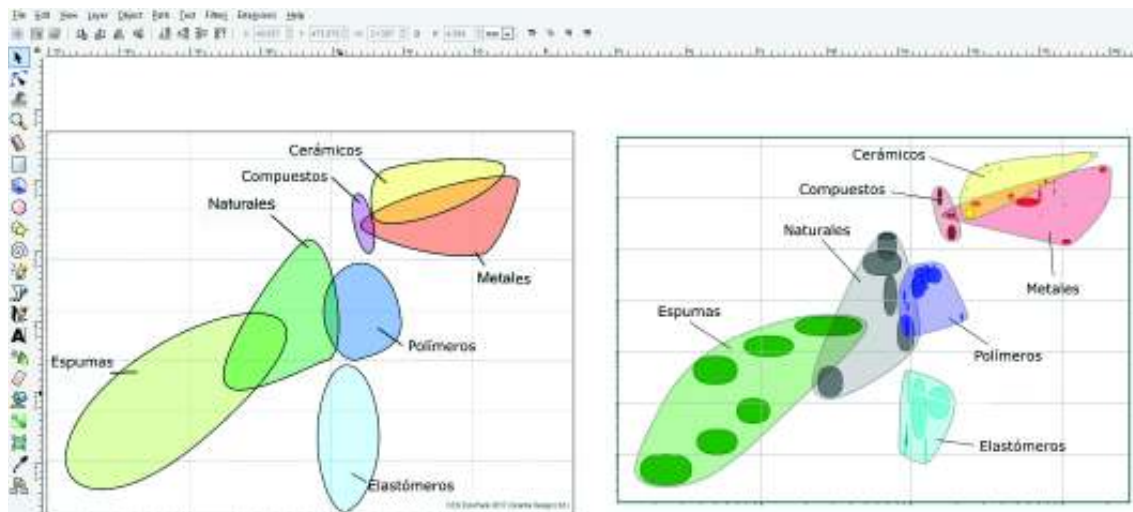 File Edit View Layer Object Path Text Filters Extensions Help
Cerámicos
Compuestos
Naturales
Metales
Espumas
Polímeros
Elastómeros
Cerámicos
Compuestos
Naturales
Metales
Espumas
Polímeros
Elastómeros